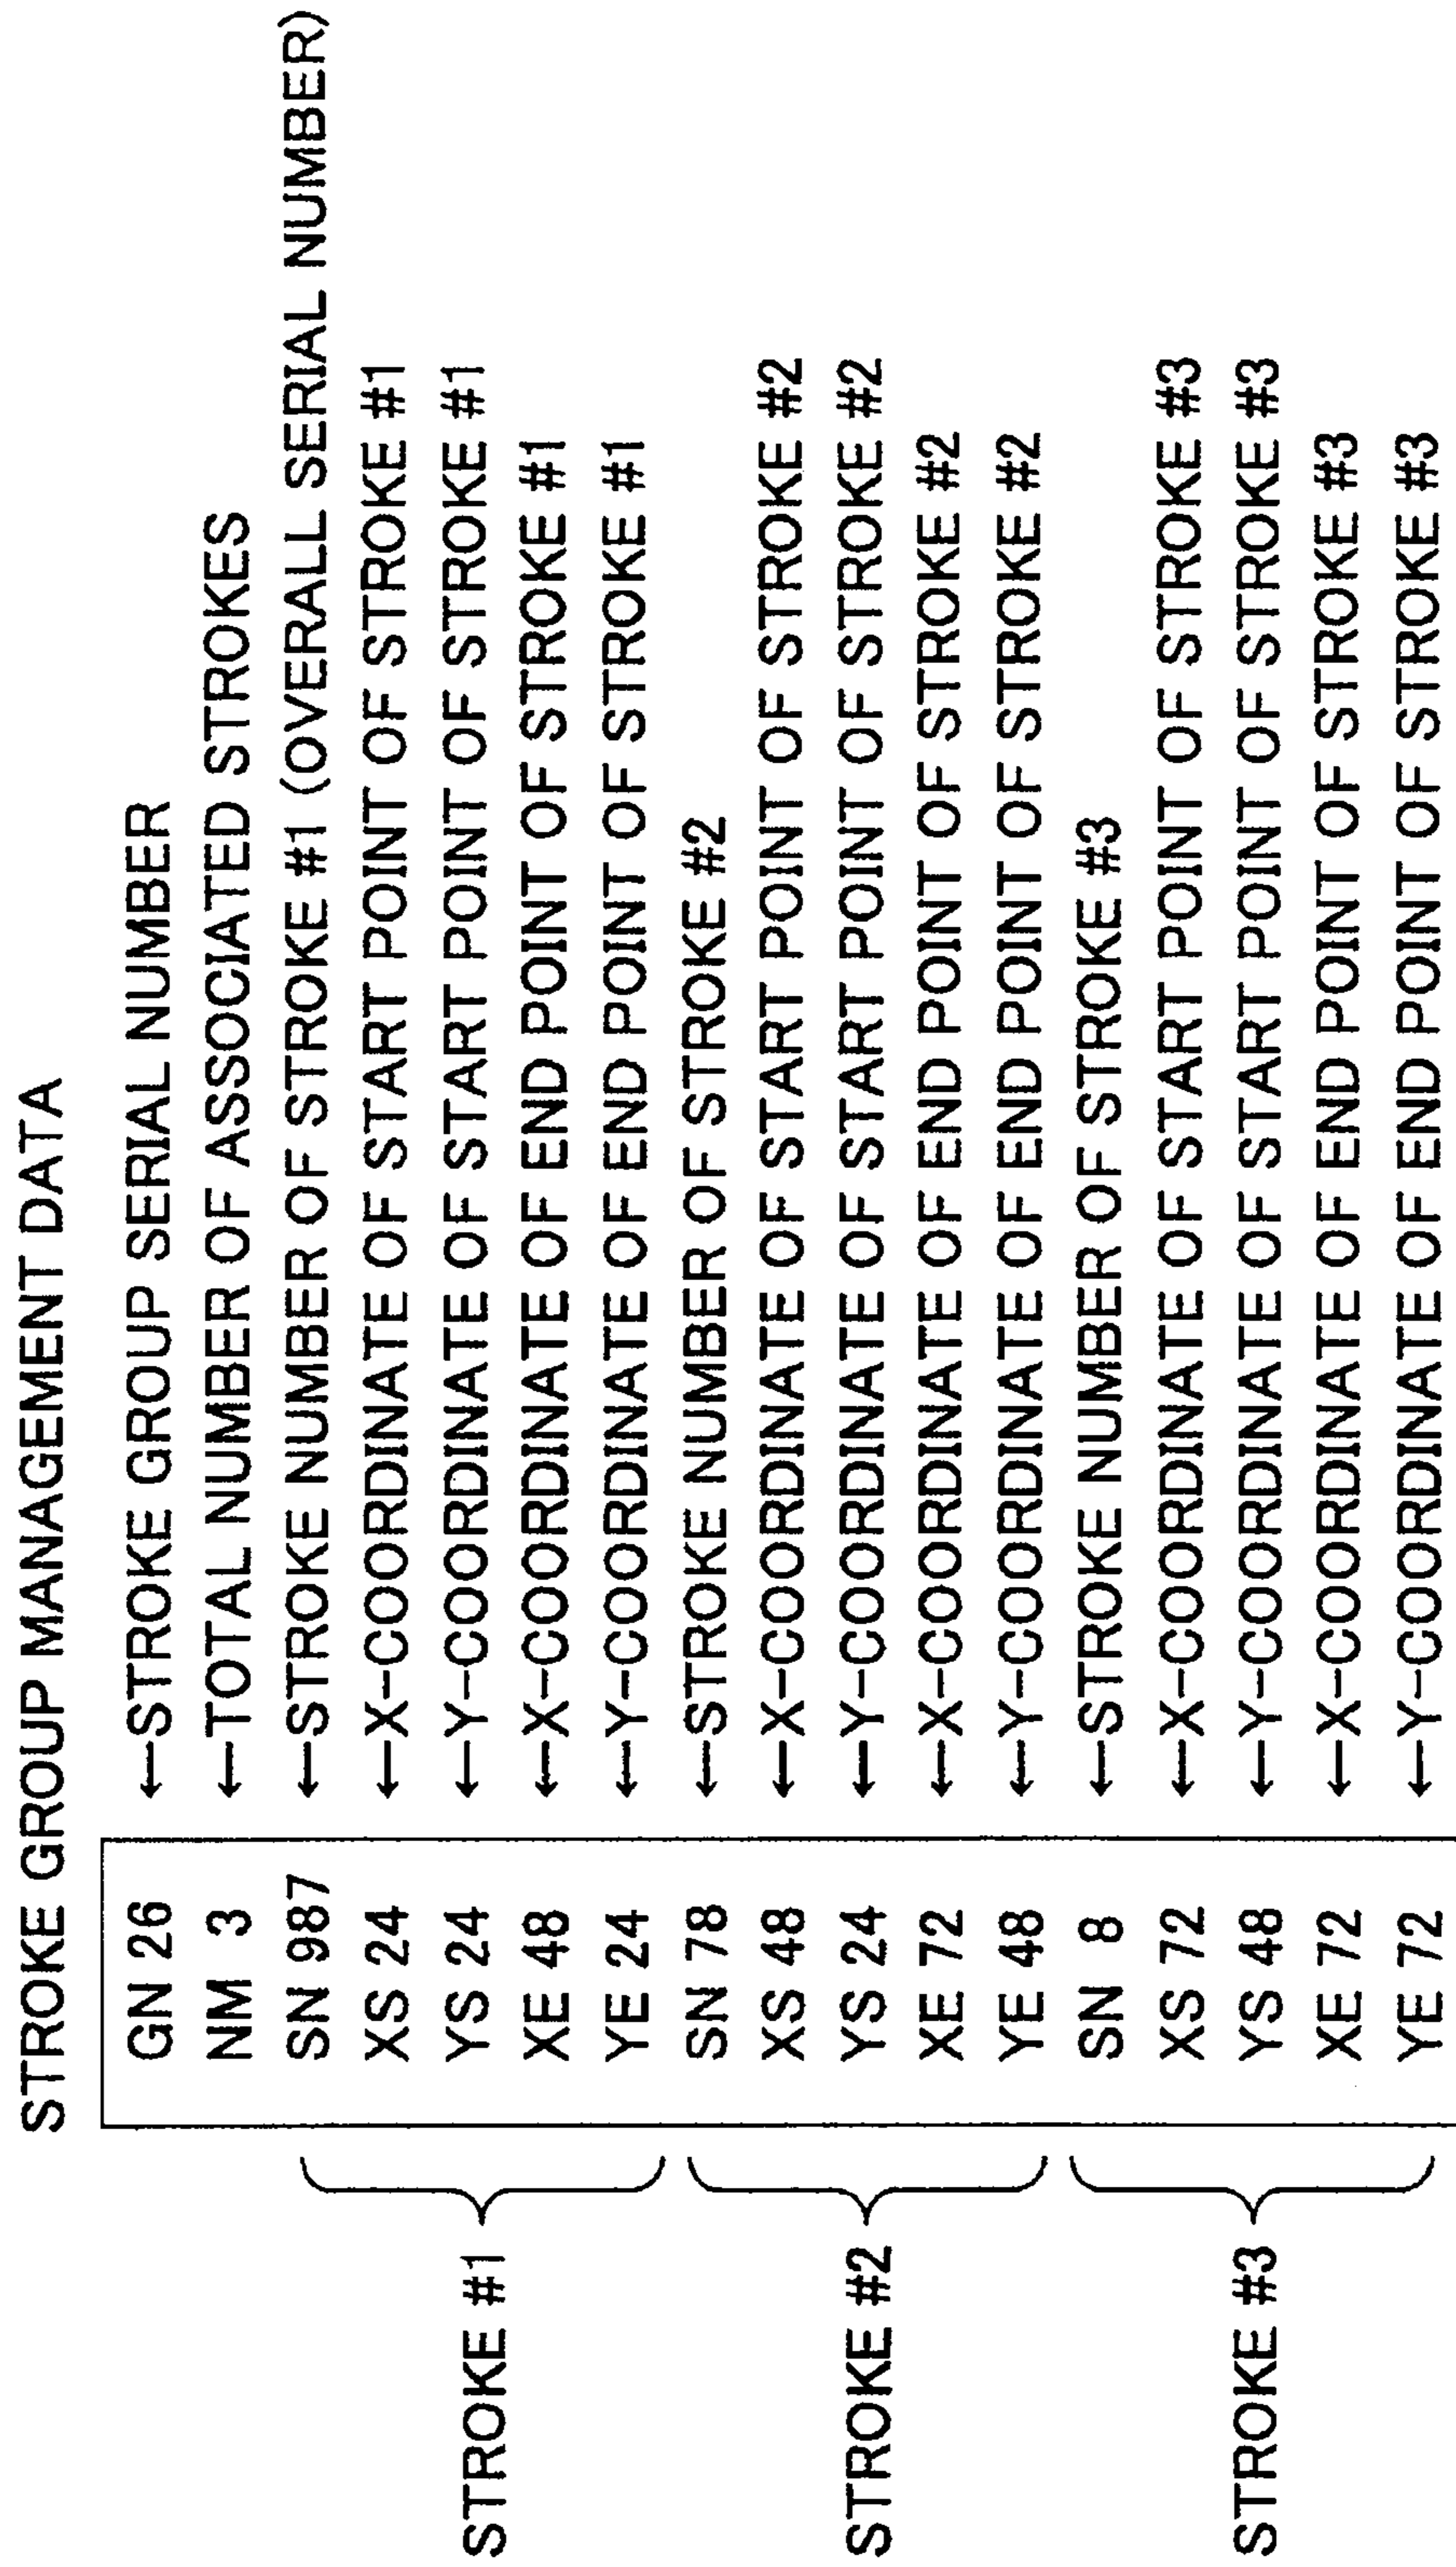 STROKE GROUP MANAGEMENT DATA
GN 26 ←STROKE GROUP SERIAL NUMBER
NM 3 ←TOTAL NUMBER OF ASSOCIATED STROKES
SN 987 ←STROKE NUMBER OF STROKE #1 (OVERALL SERIAL NUMBER)
XS 24 ←X-COORDINATE OF START POINT OF STROKE #1
STROKE #1 YS 24 ←Y-COORDINATE OF START POINT OF STROKE #1
XE 48 ←X-COORDINATE OF END POINT OF STROKE #1
YE 24 ←Y-COORDINATE OF END POINT OF STROKE #1
SN 78 ←STROKE NUMBER OF STROKE #2
XS 48 ←X-COORDINATE OF START POINT OF STROKE #2
STROKE #2 YS 24 ←Y-COORDINATE OF START POINT OF STROKE #2
XE 72 ←X-COORDINATE OF END POINT OF STROKE #2
YE 48 ←Y-COORDINATE OF END POINT OF STROKE #2
SN 8 ←STROKE NUMBER OF STROKE #3
XS 72 ←X-COORDINATE OF START POINT OF STROKE #3
STROKE #3 YS 48 ←Y-COORDINATE OF START POINT OF STROKE #3
XE 72 ←X-COORDINATE OF END POINT OF STROKE #3
YE 72 ←Y-COORDINATE OF END POINT OF STROKE #3